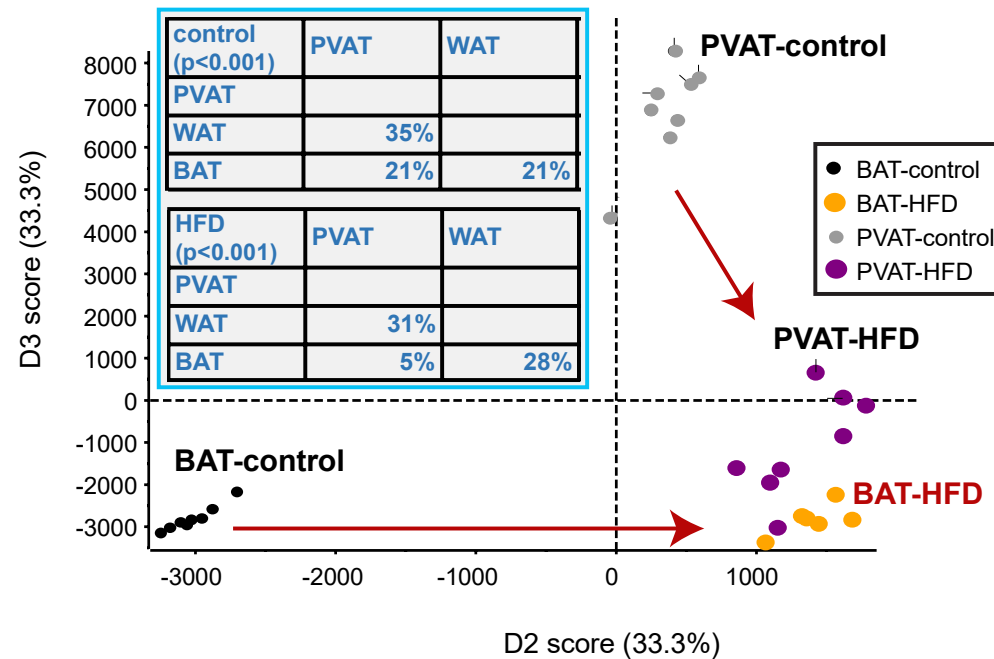 control
(p<0.001)
PVAT
WAT
PVAT
WAT
35%
BAT
21%
21%
HFD
(p<0.001)
PVAT
WAT
PVAT
WAT
31%
BAT
5%
28%
PVAT-control
BAT-control
BAT-HFD
PVAT-control
PVAT-HFD
PVAT-HFD
BAT-control
BAT-HFD
D3 score (33.3%)
8000
7000
6000
5000
4000
3000
2000
1000
0
-1000
-2000
-3000
-3000
-2000
-1000
0
1000
D2 score (33.3%)